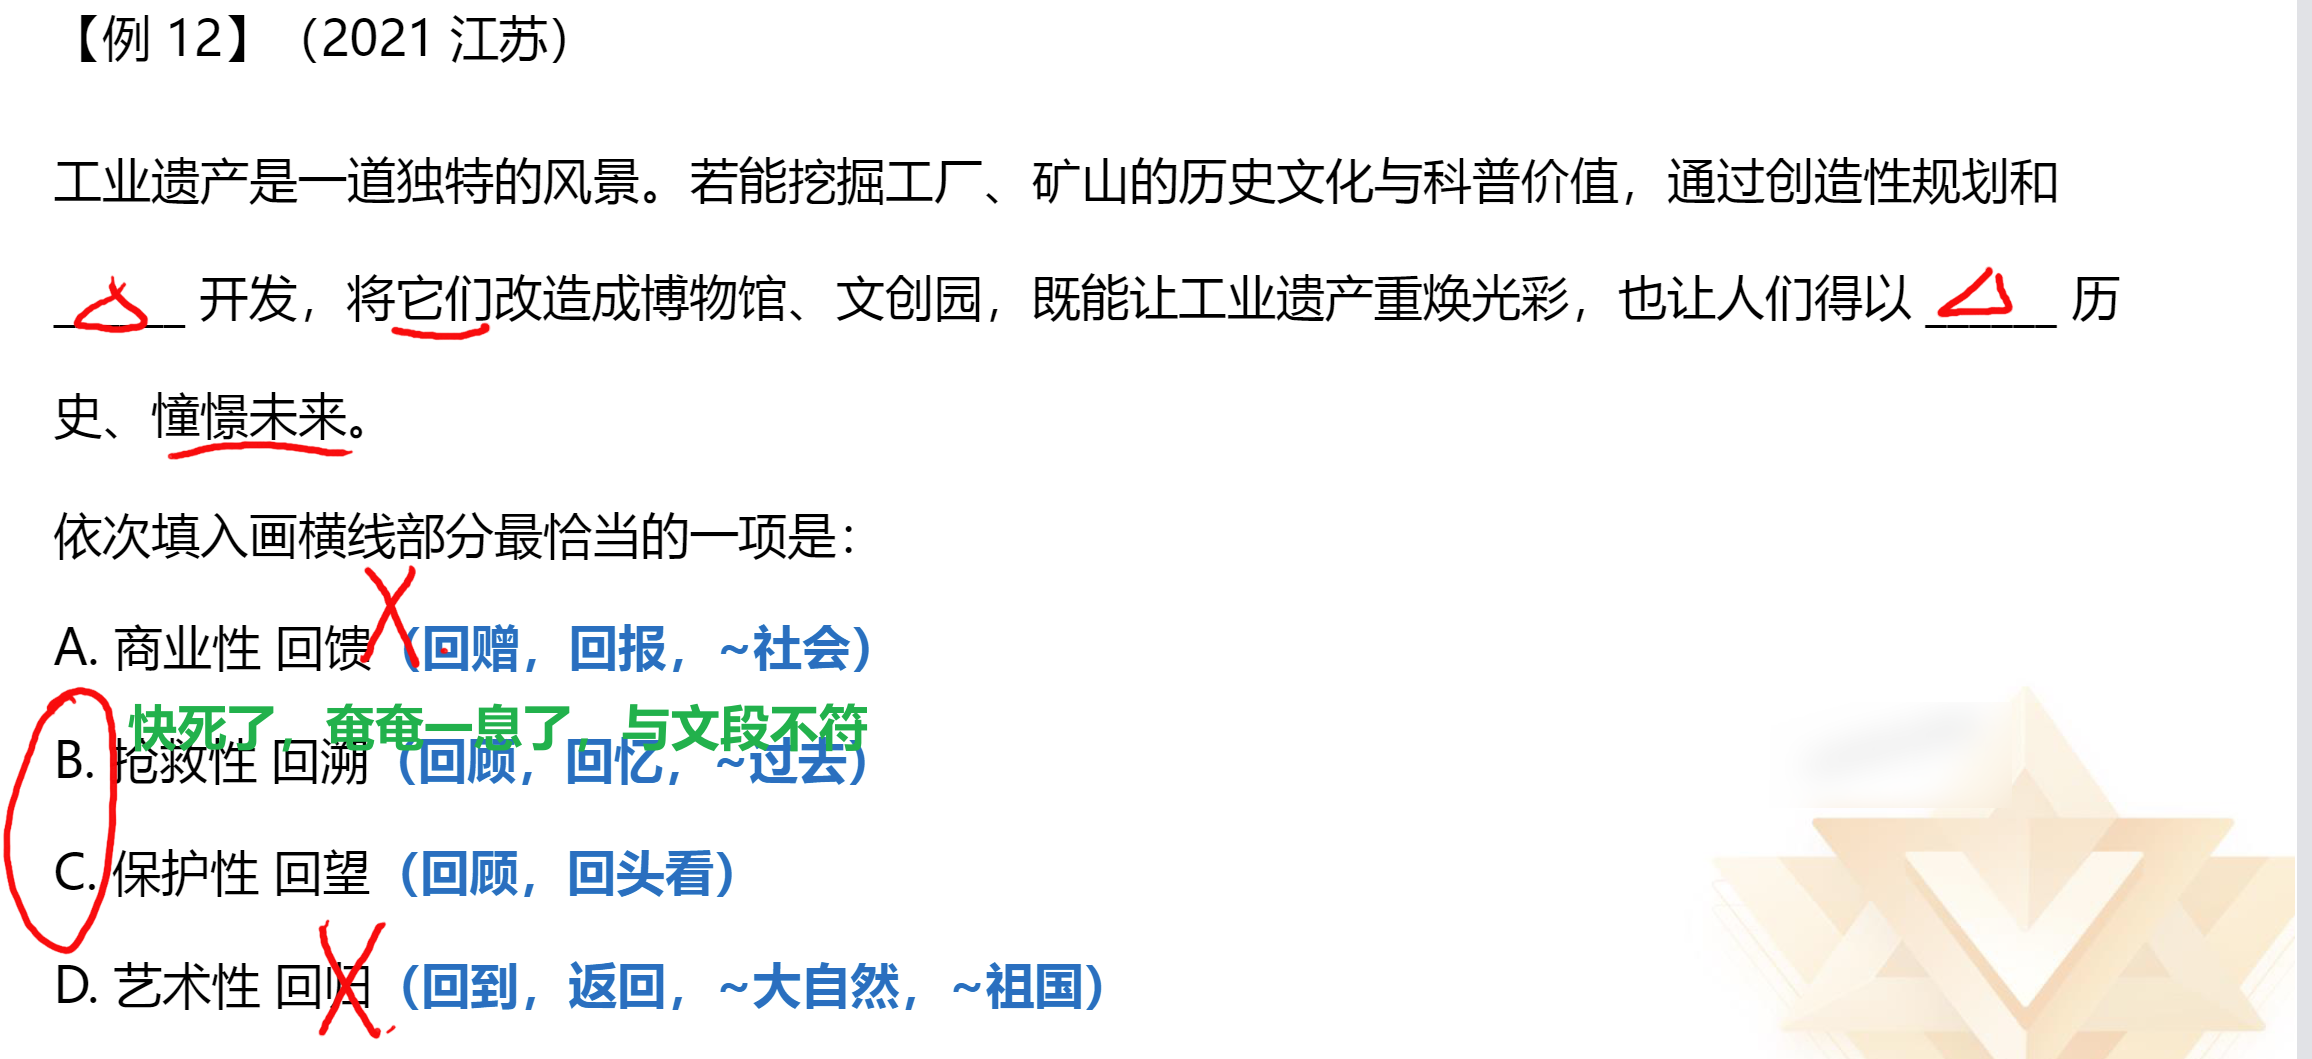 【例 12】（2021 江苏）
工业遗产是一道独特的风景。若能挖掘工厂、矿山的历史文化与科普价值，通过创造性规划和
______ 开发，将它们改造成博物馆、文创园，既能让工业遗产重焕光彩，也让人们得以 ______ 历
史、憧憬未来。
依次填入画横线部分最恰当的一项是：
A. 商业性 回馈（回赠，回报，~社会）
快死了，奄奄一息了，与文段不符
B. 抢救性 回溯（回顾，回忆，~过去）
C. 保护性 回望（回顾，回头看）
D. 艺术性 回归（回到，返回，~大自然，~祖国）